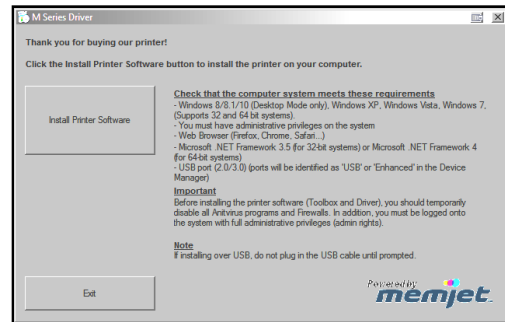 M Series Driver
Thank you for buying our printer!
Click the Install Printer Software button to install the printer on your computer.
Install Printer Software
Check that the computer system meets these requirements
- Windows 8/8.1/10 (Desktop Mode only), Windows XP, Windows Vista, Windows 7,
(Supports 32 and 64 bit systems).
- You must have administrative privileges on the system
- Web Browser (Firefox, Chrome, Safari...)
- Microsoft .NET Framework 3.5 (for 32-bit systems) or Microsoft .NET Framework 4
(for 64-bit systems)
- USB port (2.0/3.0) (ports will be identified as 'USB' or 'Enhanced' in the Device
Manager)
Important
Before installing the printer software (Toolbox and Driver), you should temporarily
disable all Anitvirus programs and Firewalls. In addition, you must be logged onto
the system with full administrative privileges (admin rights).
Note
If installing over USB, do not plug in the USB cable until prompted.
Exit
Powered by
memjet.